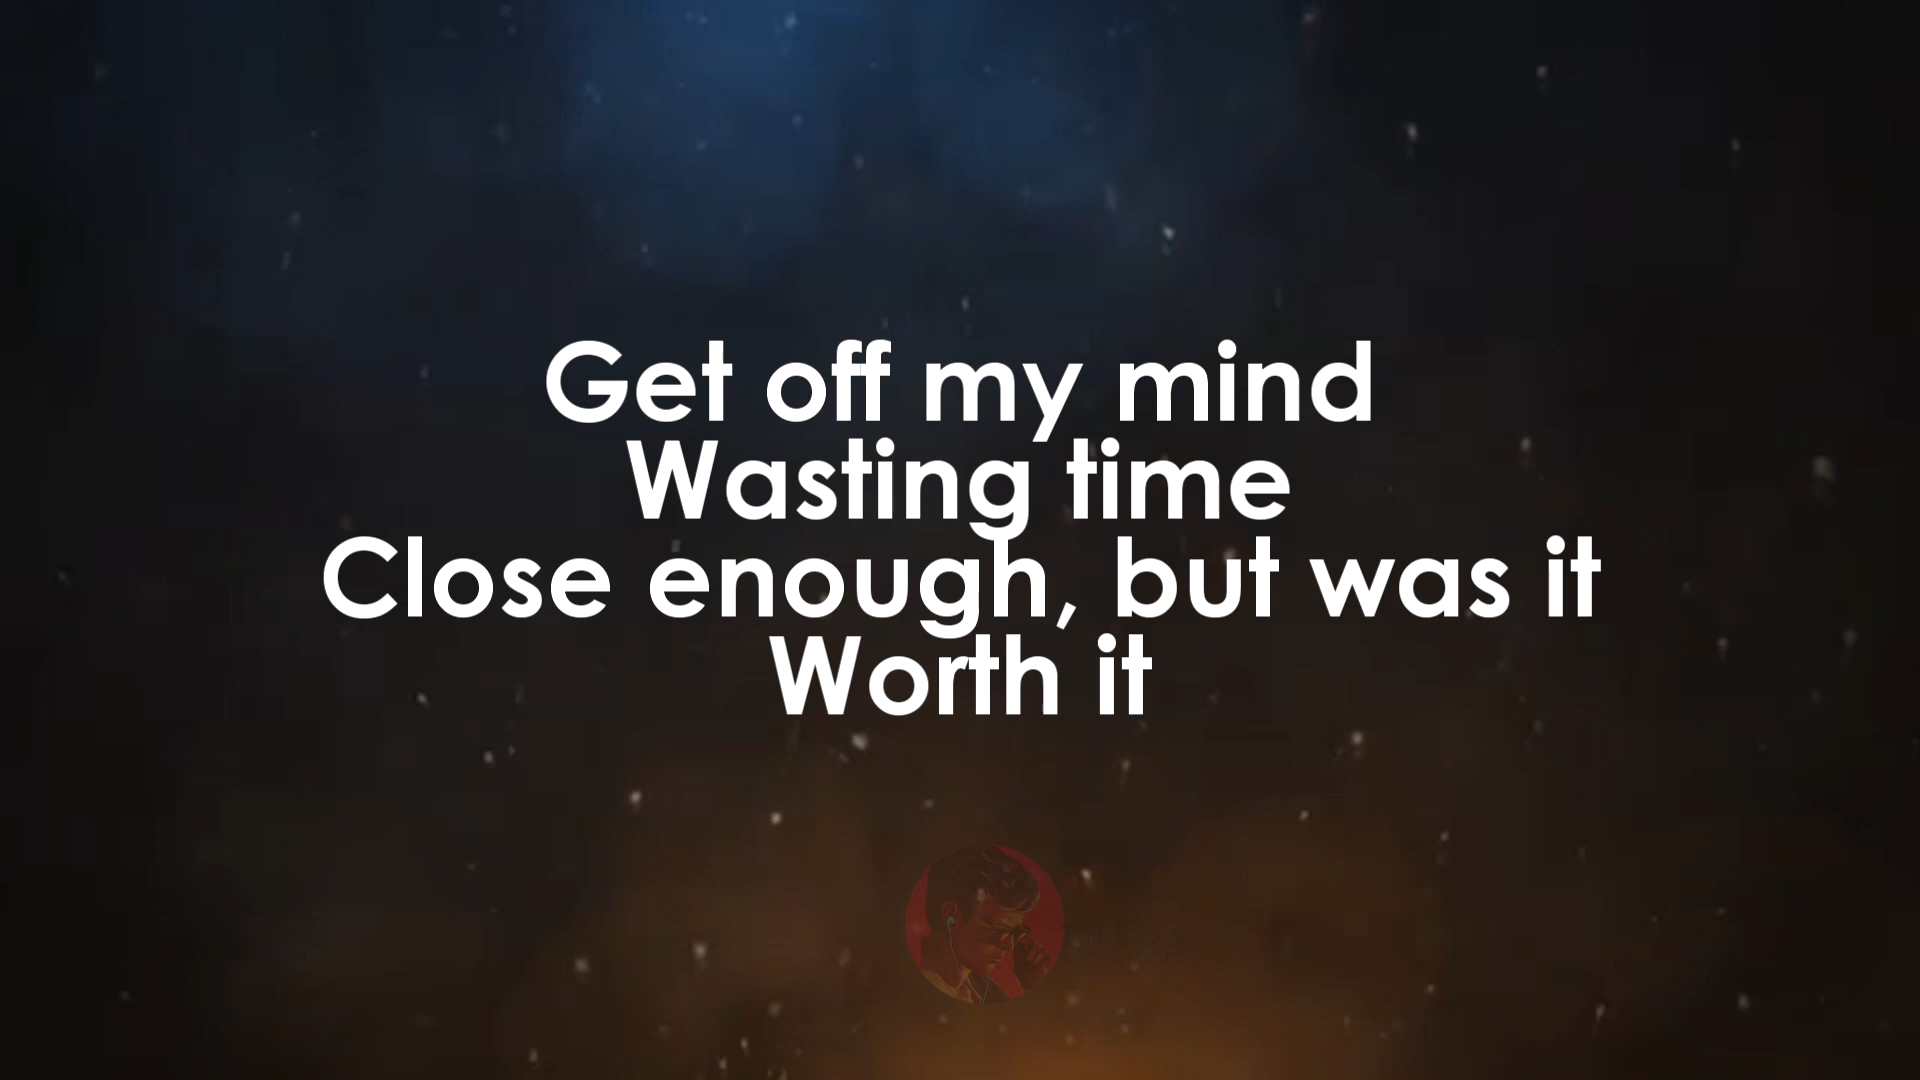 Get off my mind
Wasting time
Close enough, but was it
Worth it